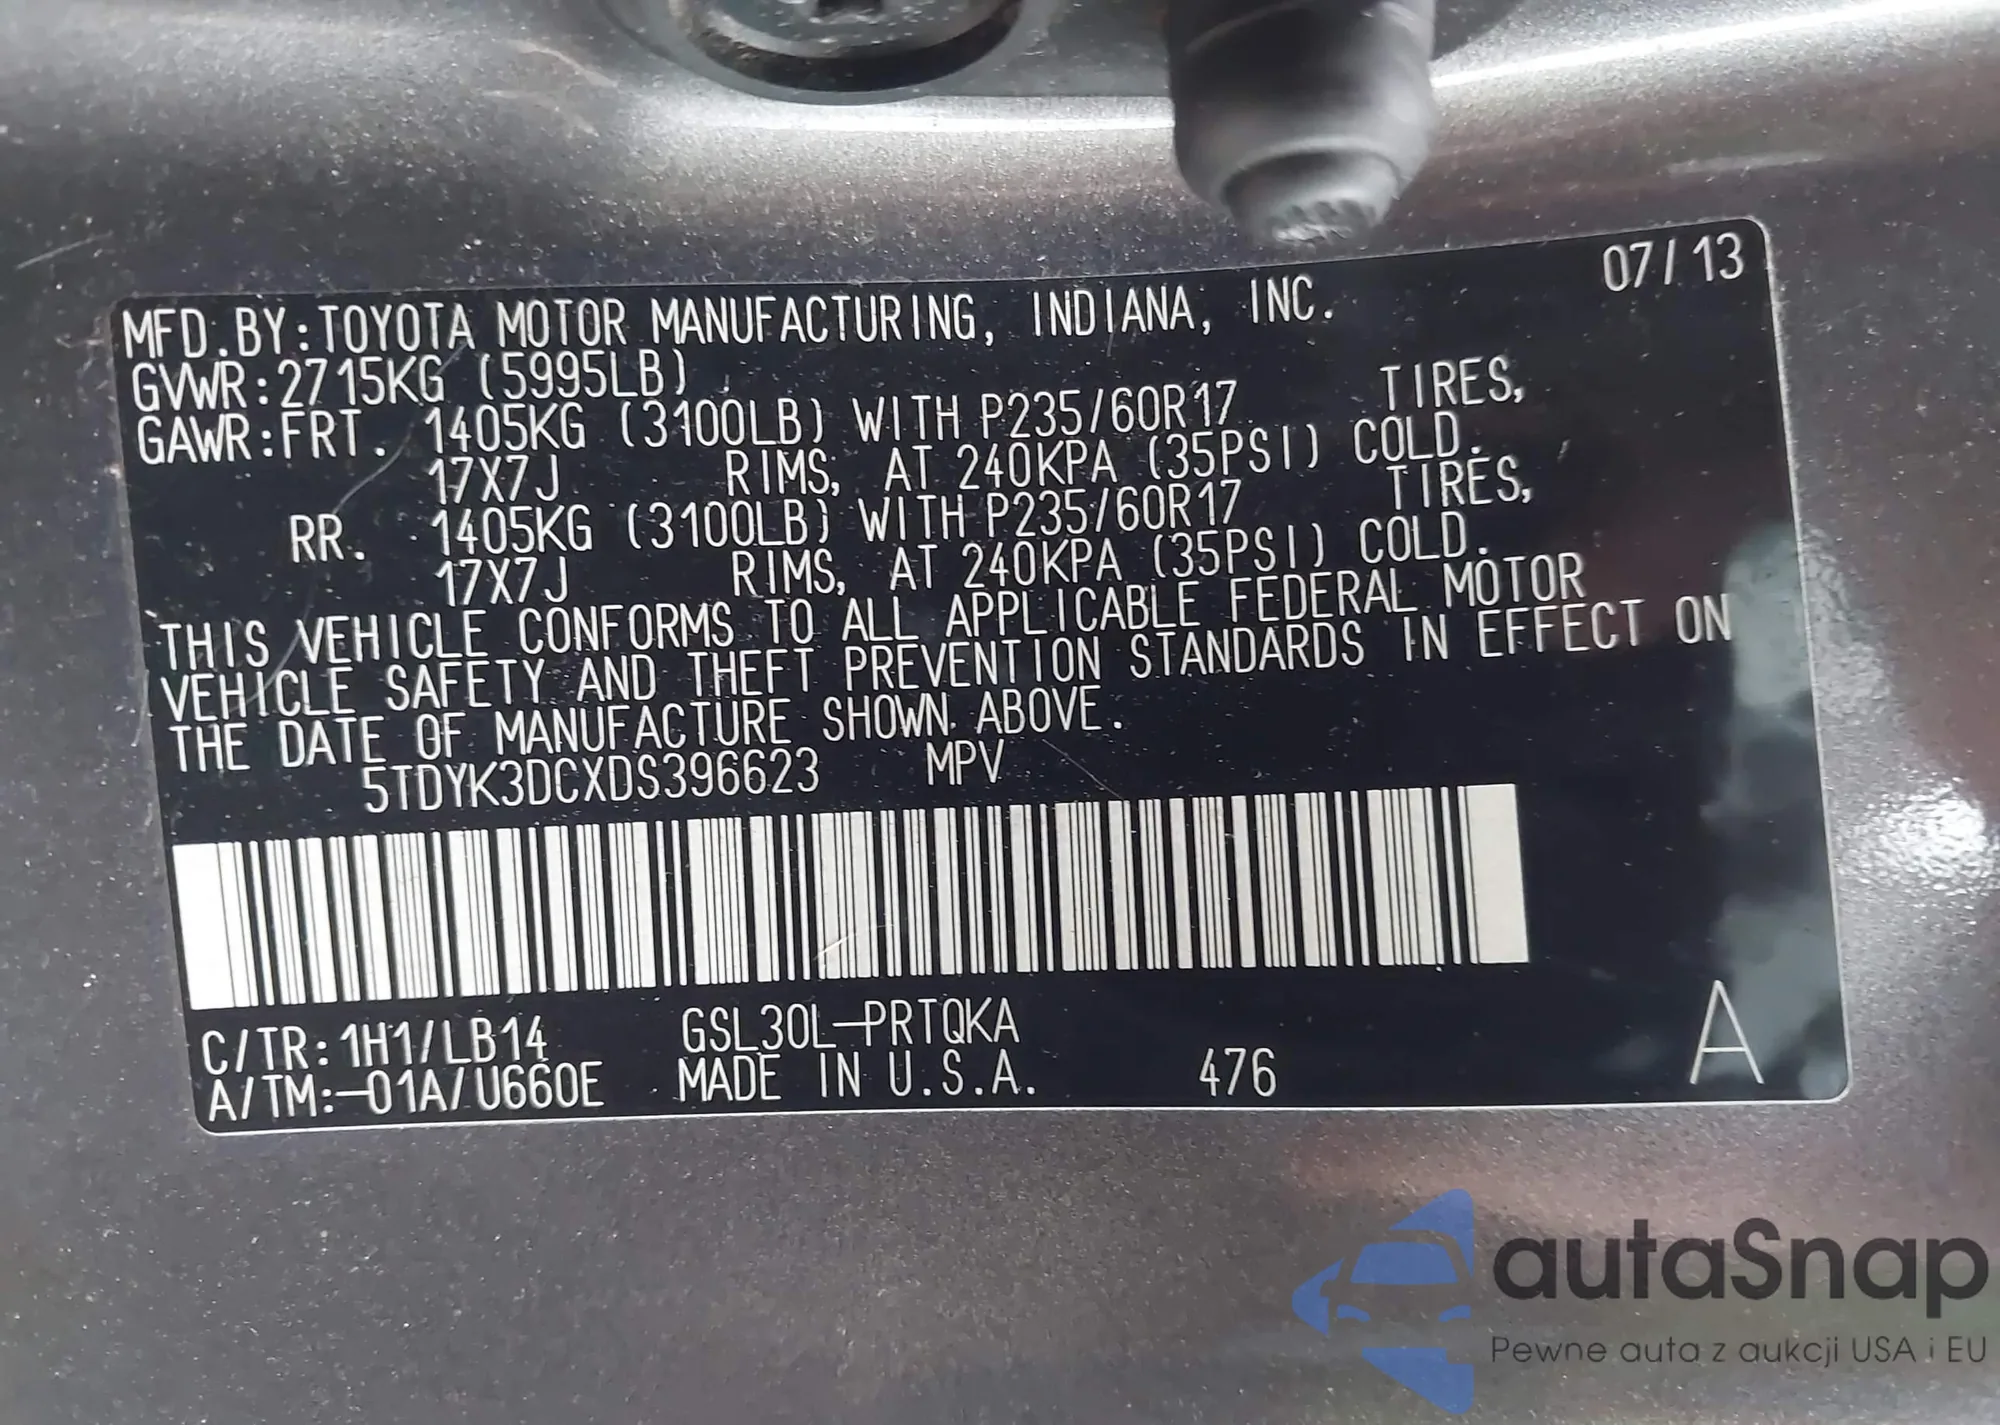 07/13
MFD.BY:TOYOTA MOTOR MANUFACTURING, INDIANA, INC.
GVWR:2715KG (5995LB)
GAWR:FRT. 1405KG (3100LB) WITH P235/60R17 TIRES,
17X7J RIMS, AT 240KPA (35PSI) COLD.
RR. 1405KG (3100LB) WITH P235/60R17 TIRES,
17X7J RIMS, AT 240KPA (35PSI) COLD.
THIS VEHICLE CONFORMS TO ALL APPLICABLE FEDERAL MOTOR
VEHICLE SAFETY AND THEFT PREVENTION STANDARDS IN EFFECT ON
THE DATE OF MANUFACTURE SHOWN ABOVE.
5TDYK3DCXDS396623 MPV
C/TR:1H1/LB14 GSL30L-PRTQKA
A/TM:-01A/U660E MADE IN U.S.A. 476 A
autaSnap
Pewne auta z aukcji USA i EU